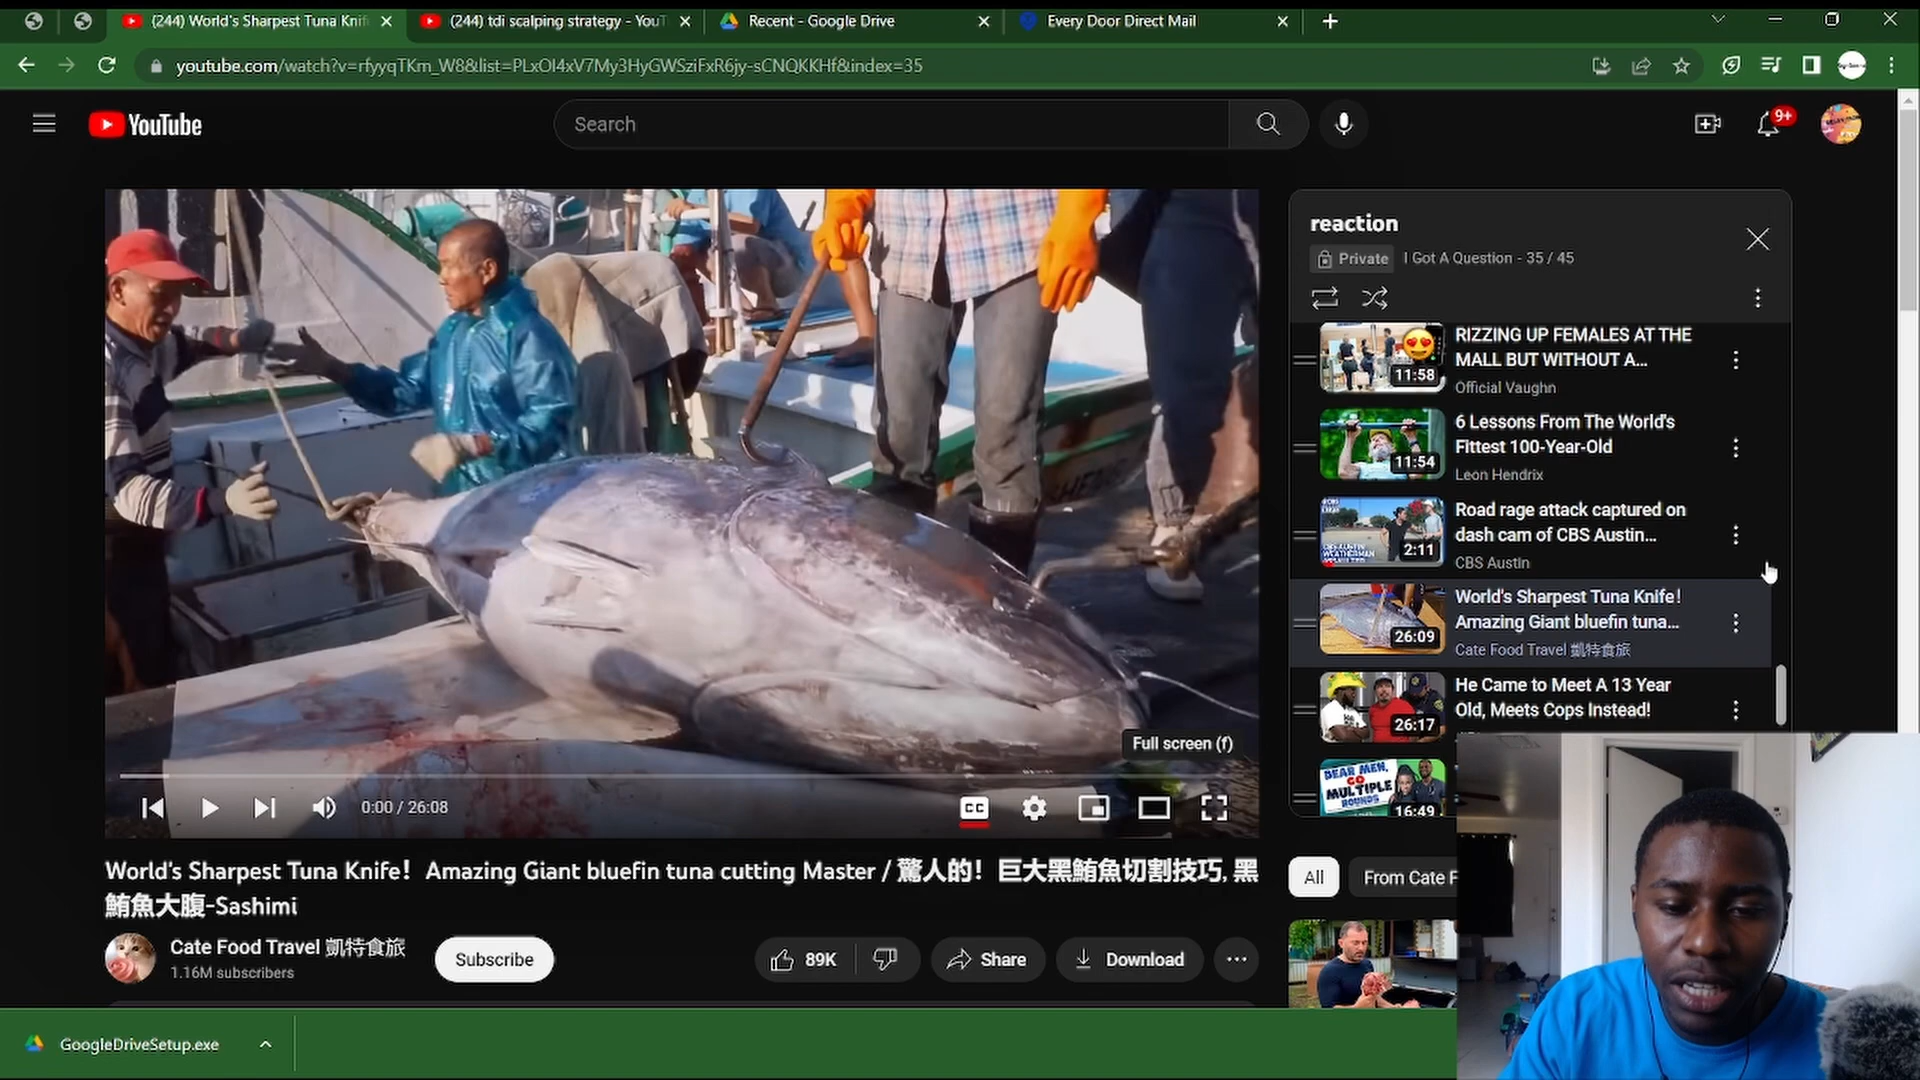 (244) World's Sharpest Tuna Knif
(244) tdi scalping strategy - YouT
Recent - Google Drive
Every Door Direct Mail
youtube.com/watch?v=rfyyqTKm_W8&list=PLxOI4xV7My3HyGWSziFxR6jy-sCNQKKHf&index=35
YouTube
Search
9+
reaction
Private
I Got A Question - 35 / 45
RIZZING UP FEMALES AT THE
MALL BUT WITHOUT A...
Official Vaughn
11:58
6 Lessons From The World's
Fittest 100-Year-Old
Leon Hendrix
11:54
Road rage attack captured on
dash cam of CBS Austin...
CBS Austin
2:11
World's Sharpest Tuna Knife!
Amazing Giant bluefin tuna...
Cate Food Travel 凱特食旅
26:09
He Came to Meet A 13 Year
Old, Meets Cops Instead!
26:17
DEAR MEN,
GO
MULTIPLE
ROUNDS
16:49
Full screen (f)
0:00 / 26:08
CC
World's Sharpest Tuna Knife！Amazing Giant bluefin tuna cutting Master / 驚人的！巨大黑鮪魚切割技巧, 黑
鮪魚大腹-Sashimi
Cate Food Travel 凱特食旅
1.16M subscribers
Subscribe
89K
Share
Download
All
From Cate F
GoogleDriveSetup.exe